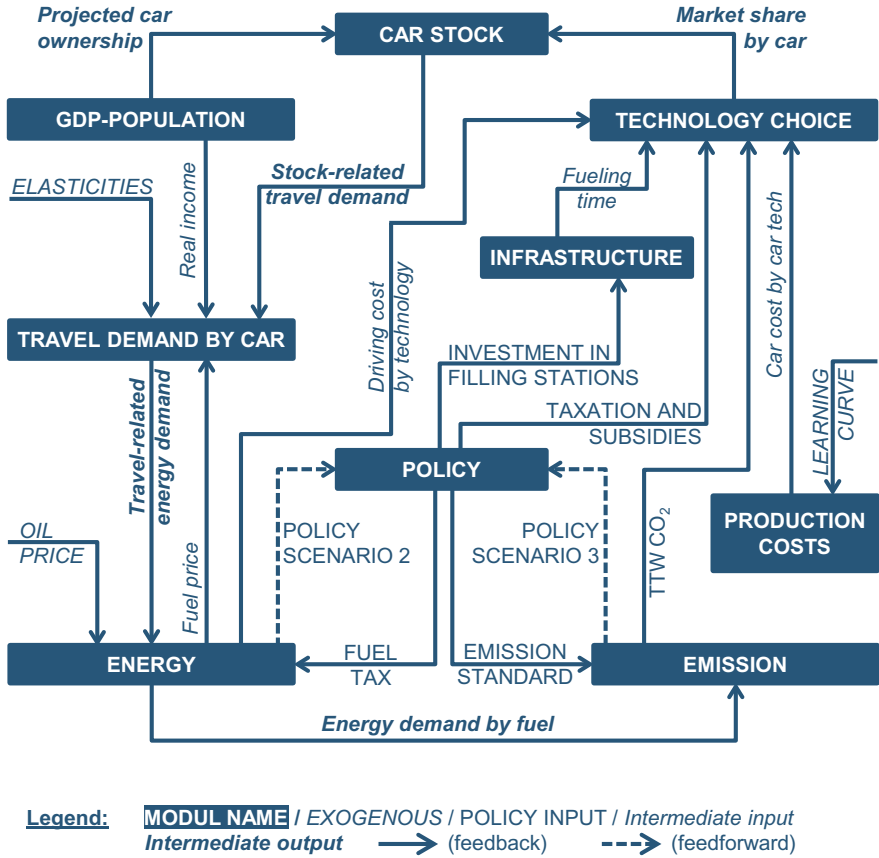 Projected car
ownership
CAR STOCK
Market share
by car
GDP-POPULATION
TECHNOLOGY CHOICE
ELASTICITIES
Real income
Stock-related
travel demand
Fueling
time
INFRASTRUCTURE
Driving cost
by technology
Car cost by car tech
TRAVEL DEMAND BY CAR
INVESTMENT IN
FILLING STATIONS
TAXATION AND
SUBSIDIES
LEARNING
CURVE
Travel-related
energy demand
POLICY
OIL
PRICE
Fuel price
POLICY
SCENARIO 2
POLICY
SCENARIO 3
TTW CO2
PRODUCTION
COSTS
ENERGY
FUEL
TAX
EMISSION
STANDARD
EMISSION
Energy demand by fuel
Legend: MODUL NAME / EXOGENOUS / POLICY INPUT / Intermediate input
Intermediate output (feedback) (feedforward)